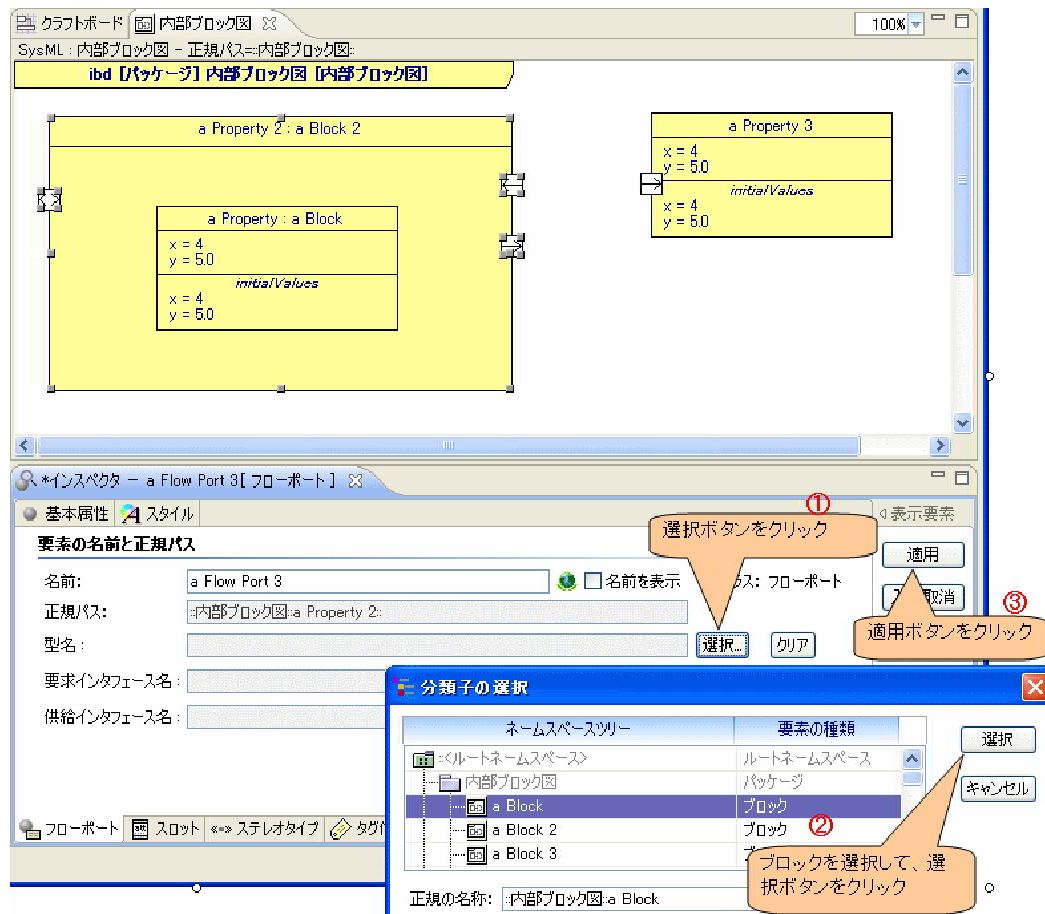 クラフトボード 内部ブロック図
100%
SysML : 内部ブロック図 - 正規パス=::内部ブロック図::
ibd [パッケージ] 内部ブロック図 [内部ブロック図]
a Property 2 : a Block 2
a Property : a Block
x = 4
y = 5.0
initialValues
x = 4
y = 5.0
a Property 3
x = 4
y = 5.0
initialValues
x = 4
y = 5.0
*インスペクタ - a Flow Port 3[ フローポート ]
基本属性 スタイル
表示要素
要素の名前と正規パス
①
選択ボタンをクリック
適用
名前: a Flow Port 3 名前を表示 ス: フローポート
取消
正規パス: ::内部ブロック図::a Property 2::
③
適用ボタンをクリック
型名: 選択... クリア
要求インタフェース名:
供給インタフェース名:
分類子の選択
ネームスペースツリー 要素の種類
::<ルートネームスペース> ルートネームスペース
内部ブロック図 パッケージ
a Block ブロック
a Block 2 ブロック
a Block 3
選択
キャンセル
②
ブロックを選択して、選
択ボタンをクリック
正規の名称: ::内部ブロック図::a Block
フローポート スロット «-» ステレオタイプ タグ